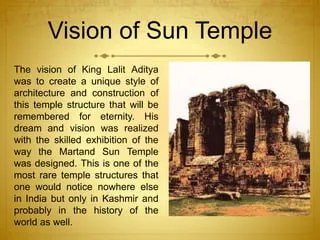 Vision of Sun Temple
The vision of King Lalit Aditya
was to create a unique style of
architecture and construction of
this temple structure that will be
remembered for eternity. His
dream and vision was realized
with the skilled exhibition of the
way the Martand Sun Temple
was designed. This is one of the
most rare temple structures that
one would notice nowhere else
in India but only in Kashmir and
probably in the history of the
world as well.